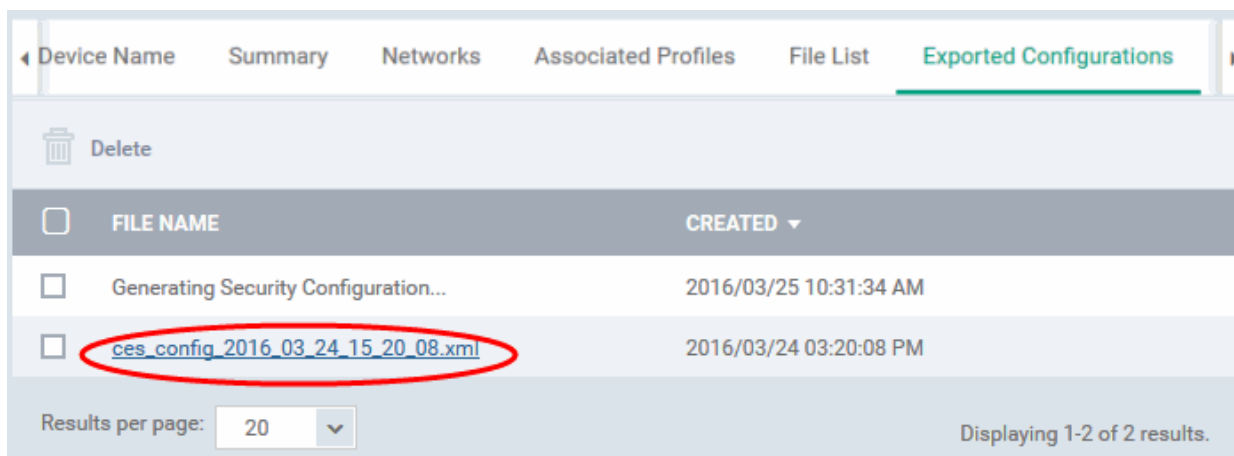 Device Name Summary Networks Associated Profiles File List Exported Configurations
Delete
FILE NAME CREATED
Generating Security Configuration... 2016/03/25 10:31:34 AM
ces_config_2016_03_24_15_20_08.xml 2016/03/24 03:20:08 PM
Results per page: 20 Displaying 1-2 of 2 results.